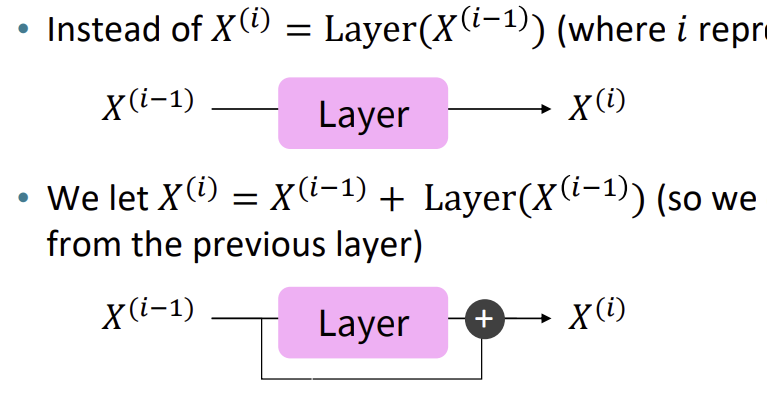 • Instead of X^(i) = Layer(X^(i−1)) (where i
X^(i−1) Layer X^(i)
• We let X^(i) = X^(i−1) + Layer(X^(i−1)) (so we
from the previous layer)
X^(i−1) Layer + X^(i)